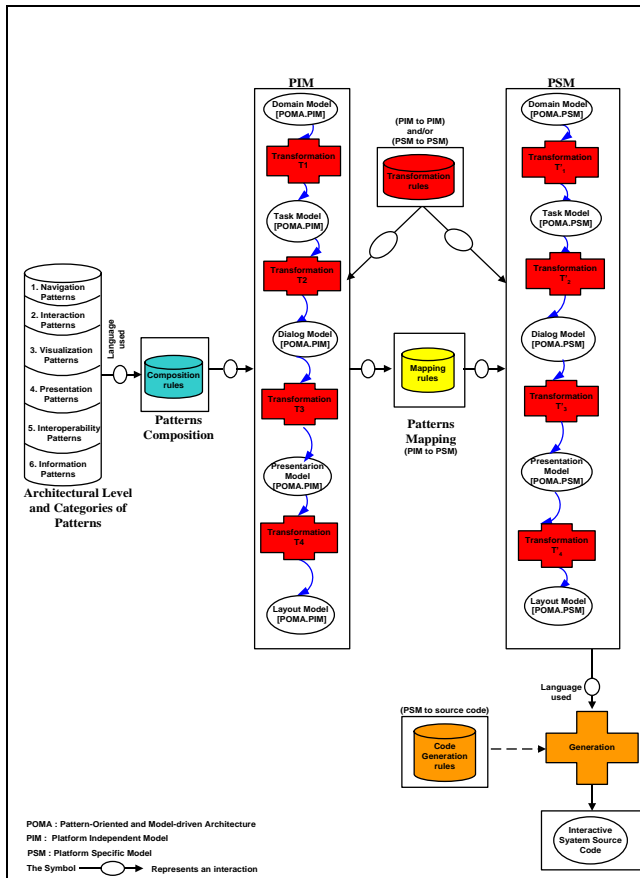 PIM
PSM
Domain Model
[POMA.PIM]
Transformation
T1
Task Model
[POMA.PIM]
Transformation
T2
Dialog Model
[POMA.PIM]
Transformation
T3
Presentarion Model
[POMA.PIM]
Transformation
T4
Layout Model
[POMA.PIM]
(PIM to PIM)
and/or
(PSM to PSM)
Transformation
rules
Domain Model
[POMA.PSM]
Transformation
T'1
Task Model
[POMA.PSM]
Transformation
T'2
Dialog Model
[POMA.PSM]
Transformation
T'3
Presentation Model
[POMA.PSM]
Transformation
T'4
Layout Model
[POMA.PSM]
1. Navigation
Patterns
2. Interaction
Patterns
3. Visualization
Patterns
4. Presentation
Patterns
5. Interoperability
Patterns
6. Information
Patterns
Architectural Level
and Categories of
Patterns
Language
used
Composition
rules
Patterns
Composition
Mapping
rules
Patterns
Mapping
(PIM to PSM)
Language
used
(PSM to source code)
Code
Generation
rules
Generation
Interactive
System Source
Code
POMA : Pattern-Oriented and Model-driven Architecture
PIM : Platform Independent Model
PSM : Platform Specific Model
The Symbol
Represents an interaction